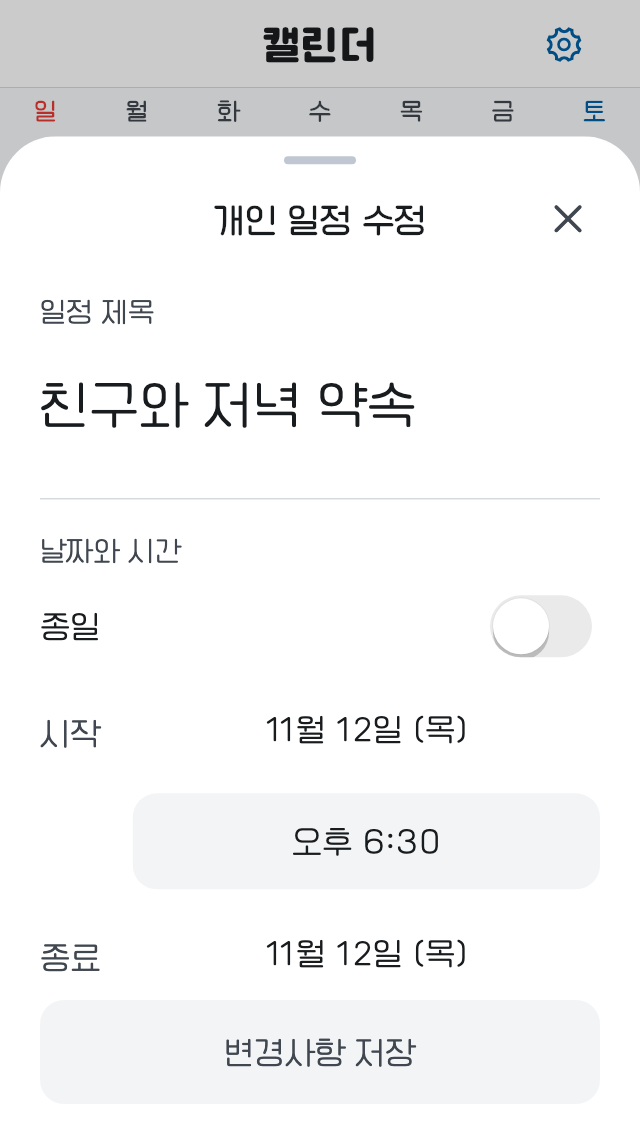 캘린더
일 월 화 수 목 금 토
개인 일정 수정
일정 제목
친구와 저녁 약속
날짜와 시간
종일
시작 11월 12일 (목)
오후 6:30
종료 11월 12일 (목)
변경사항 저장